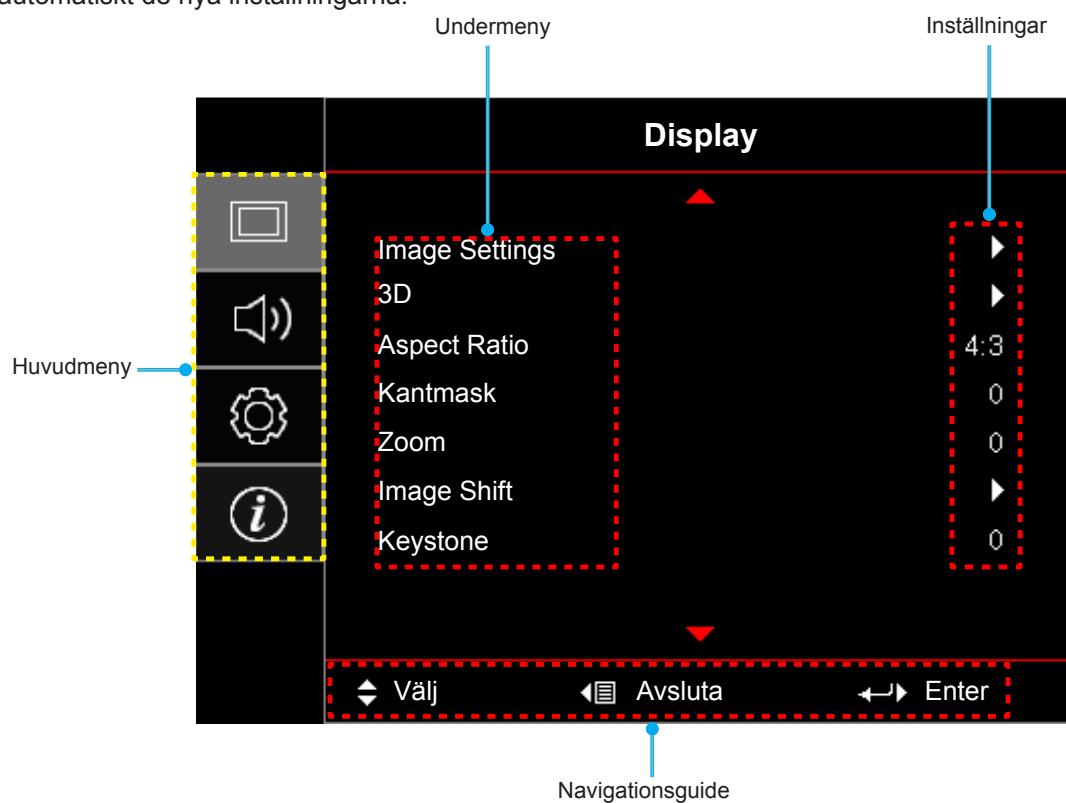 automatiskt de nya inställningarna.
Undermeny
Inställningar
Display
Image Settings
3D
Aspect Ratio 4:3
Huvudmeny
Kantmask 0
Zoom 0
Image Shift
Keystone 0
Välj Avsluta Enter
Navigationsguide